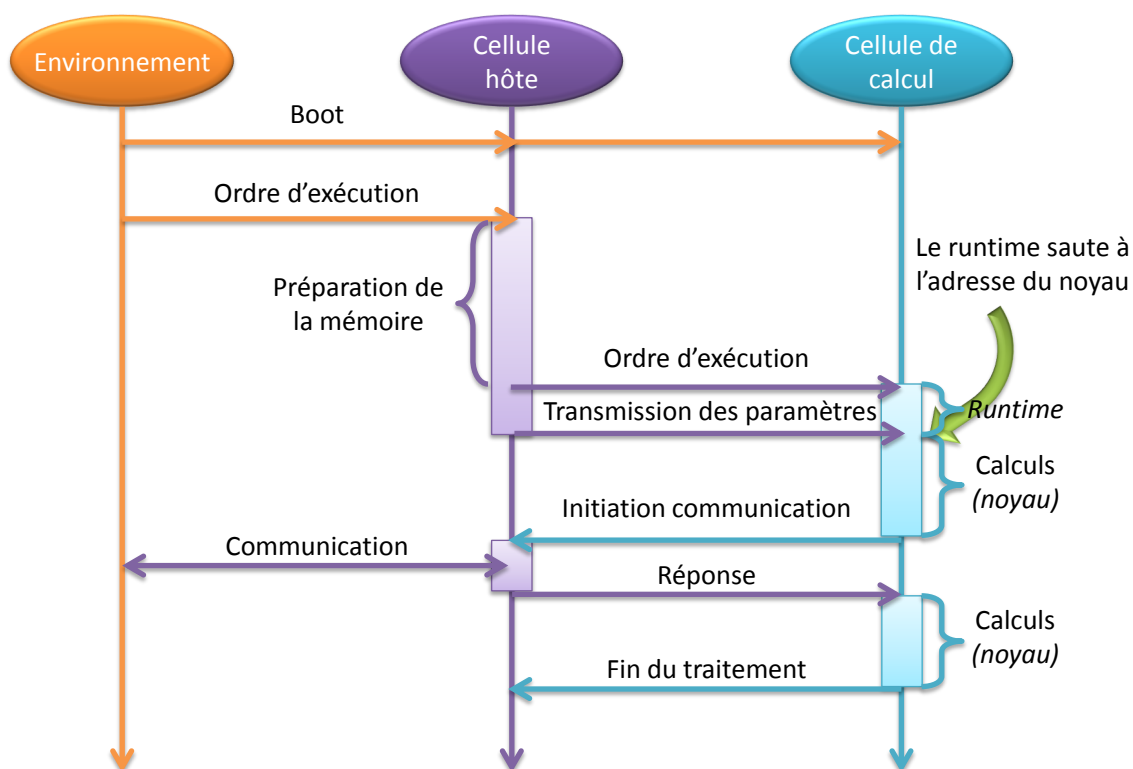 Environnement
Cellule
hôte
Cellule de
calcul
Boot
Ordre d'exécution
Le runtime saute à
l'adresse du noyau
Préparation de
la mémoire
Ordre d'exécution
Transmission des paramètres
Runtime
Calculs
(noyau)
Initiation communication
Communication
Réponse
Calculs
(noyau)
Fin du traitement